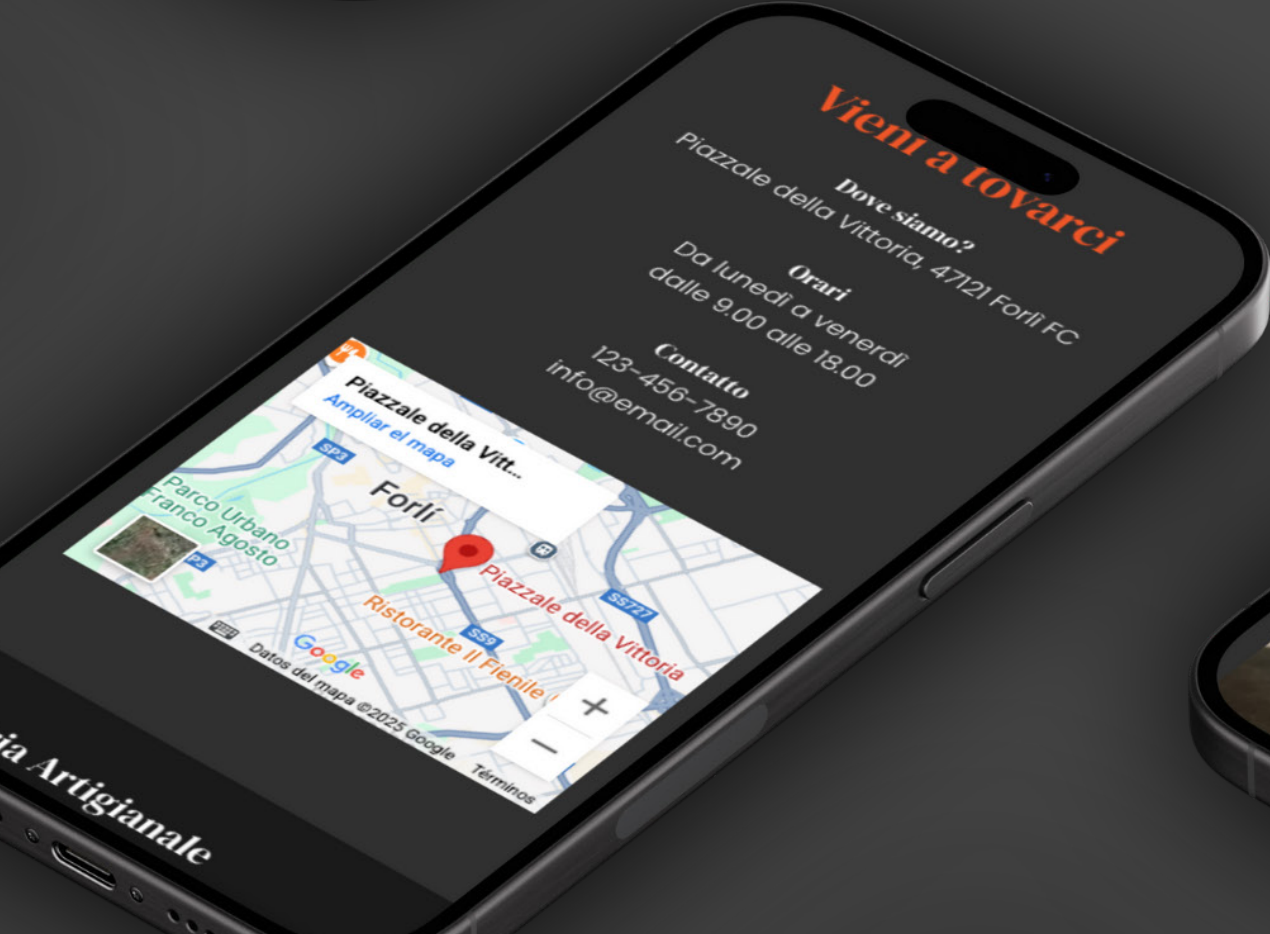 Vieni a tovarci
Dove siamo?
Piazzale della Vittoria, 47121 Forlì FC
Orari
Da lunedì a venerdì
dalle 9.00 alle 18.00
Contatto
123-456-7890
info@email.com
Piazzale della Vitt...
Ampliar el mapa
SP3
Forlí
Parco Urbano
Franco Agosto
P3
Piazzale della Vittoria
SS727
Ristorante Il Fienile
SS9
Google
+
−
Datos del mapa ©2025 Google
Términos
Artigianale